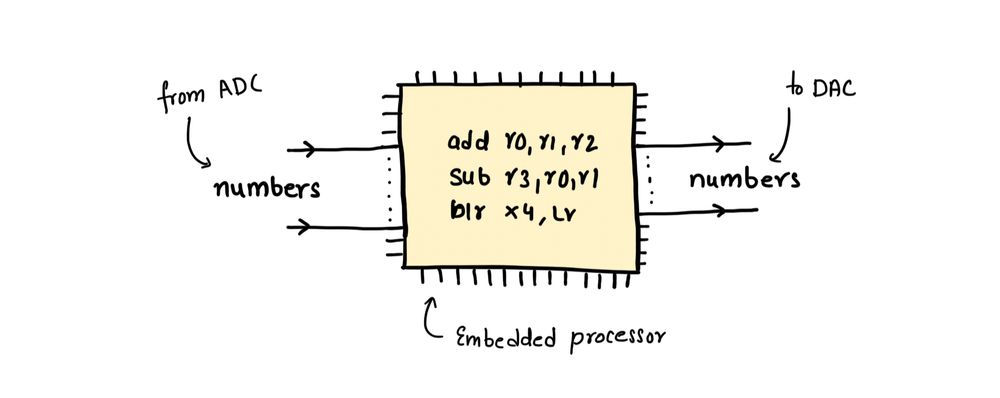 from ADC
to DAC
numbers
add r0, r1, r2
sub r3, r0, r1
blr x4, Lr
numbers
Embedded processor